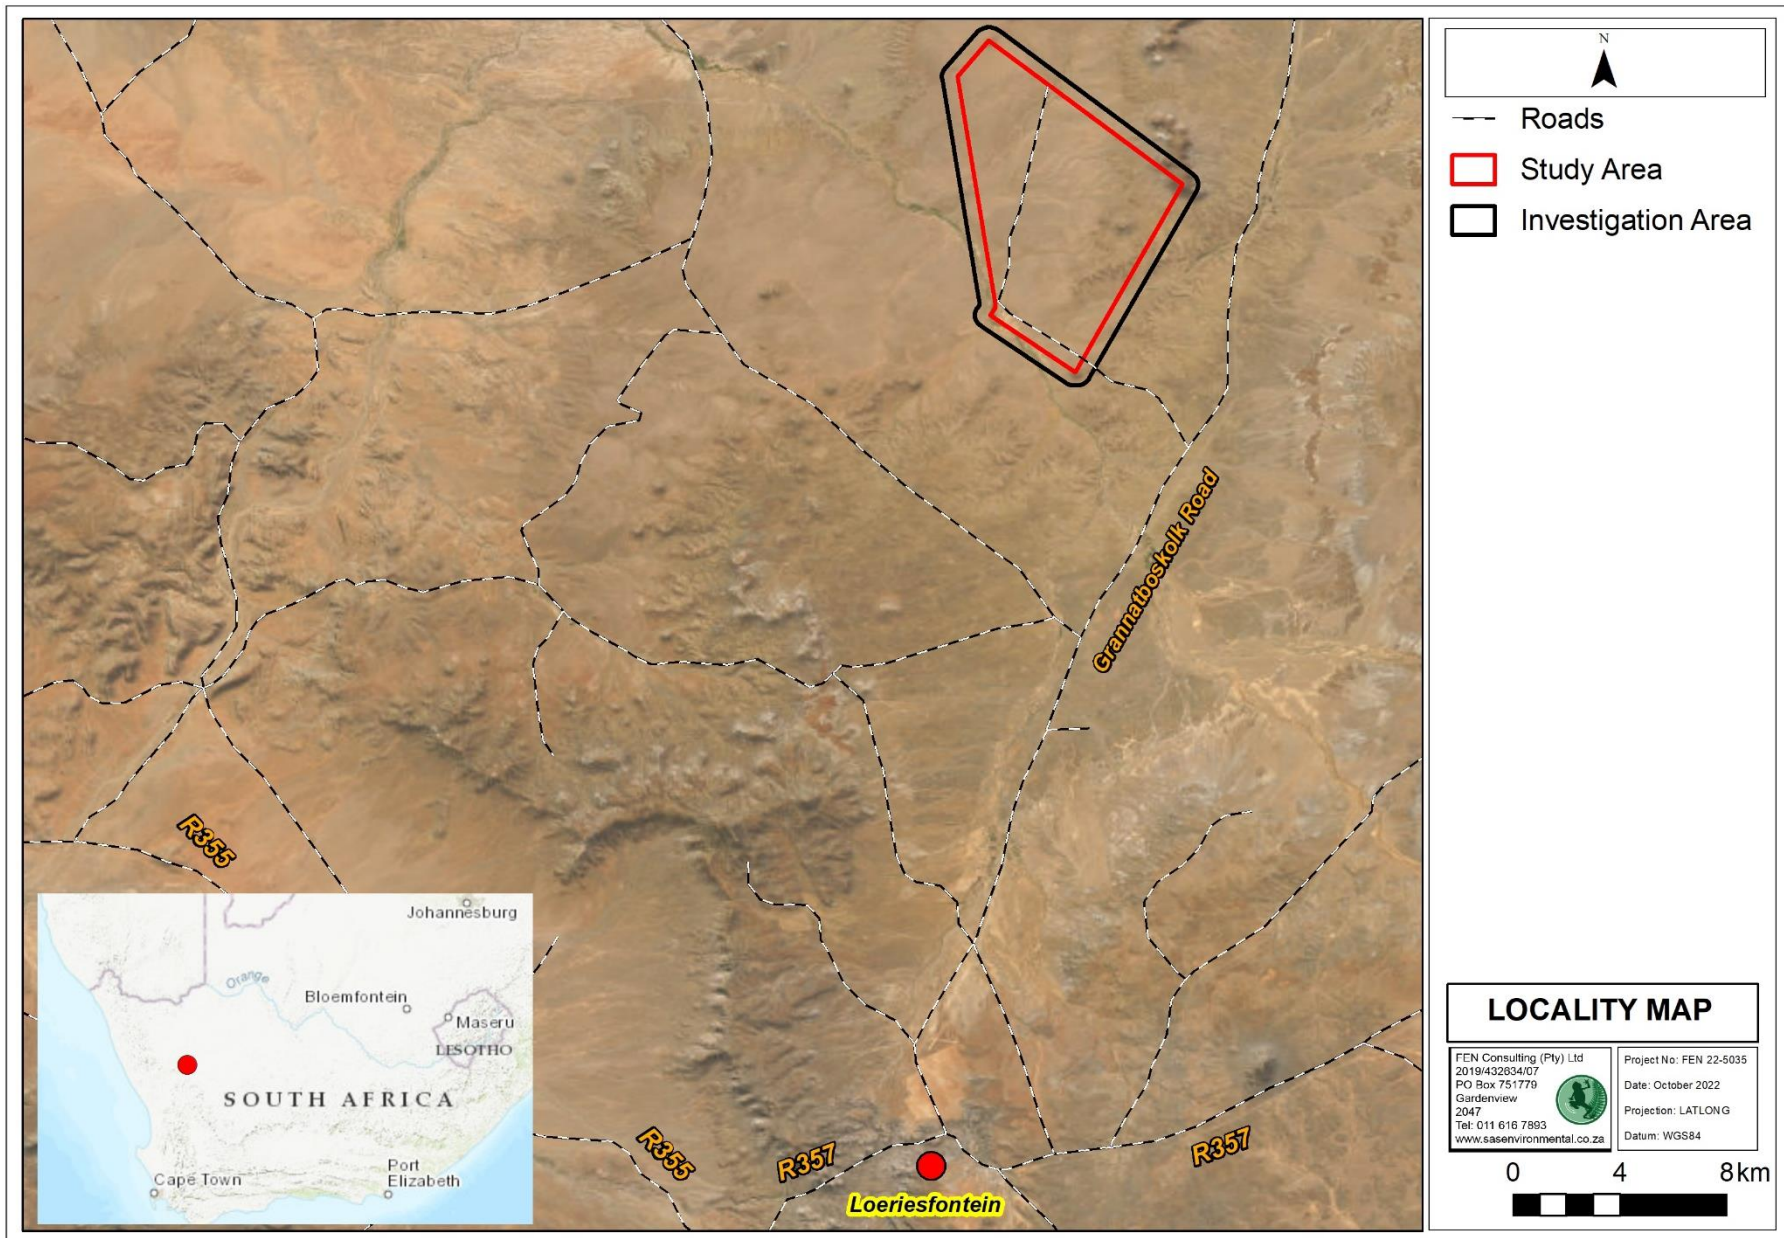 N
Roads
Study Area
Investigation Area
Grannatboskolk Road
R355
R355
R357
R357
Loeriesfontein
Johannesburg
Orange
Bloemfontein
Maseru
LESOTHO
SOUTH AFRICA
Cape Town
Port
Elizabeth
LOCALITY MAP
FEN Consulting (Pty) Ltd
2019/432634/07
PO Box 751779
Gardenview
2047
Tel: 011 616 7893
www.sasenvironmental.co.za
Project No: FEN 22-5035
Date: October 2022
Projection: LATLONG
Datum: WGS84
0 4 8km